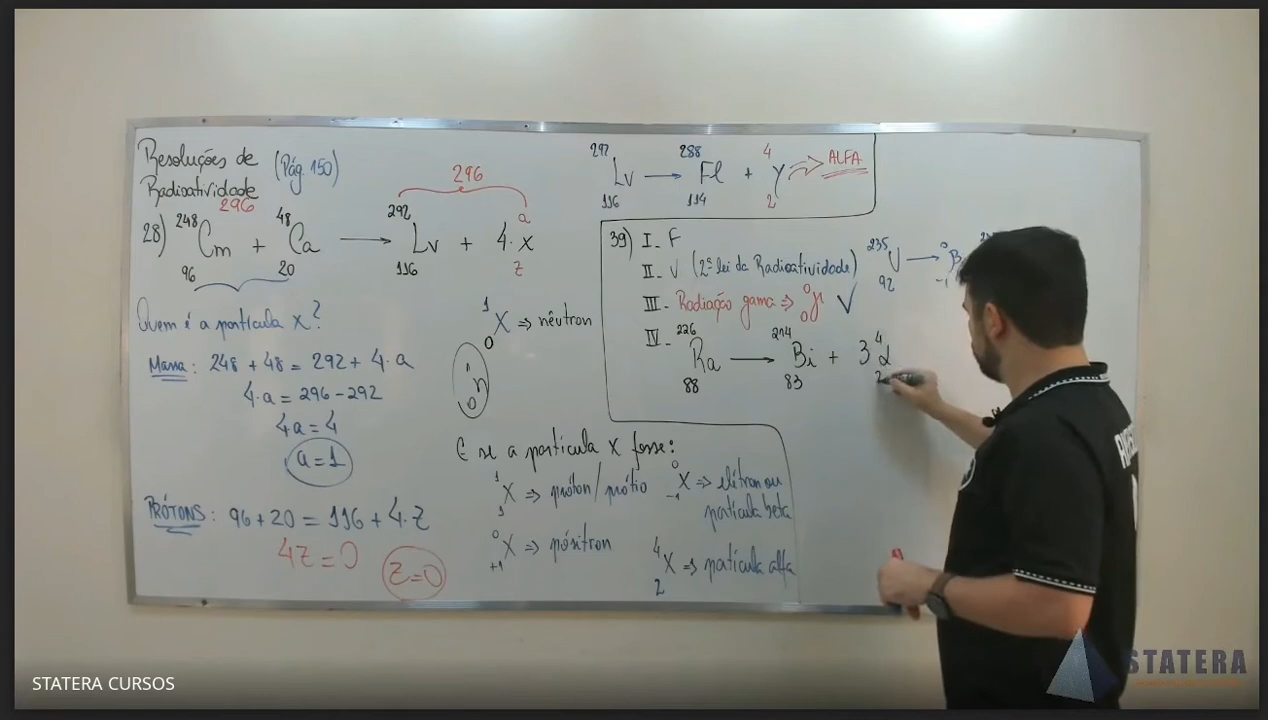 Resoluções de
Radioatividade
(Pág. 150)
296
28) 248 Cm 96 + 48 Ca 20 → 292 Lv 116 + 4· a x z
296
Quem é a partícula X?
Massa: 248 + 48 = 292 + 4·a
4·a = 296 - 292
4a = 4
a = 1
PRÓTONS: 96 + 20 = 116 + 4·Z
4Z = 0
Z = 0
1 X 0 ⇒ nêutron
1 n 0
E se a partícula X fosse:
1 X 1 ⇒ próton/prótio
0 X +1 ⇒ pósitron
0 X -1 ⇒ elétron ou
partícula beta
4 X 2 ⇒ partícula alfa
292 Lv 116 → 288 Fl 114 + 4 y 2 ALFA
39) I- F
II- V (2ª lei da Radioatividade)
235 U 92 → 0 β -1
III- Radiação gama ⇒ 0 γ 0 V
IV- 226 Ra 88 → 214 Bi 83 + 3 4 α 2
STATERA CURSOS
STATERA